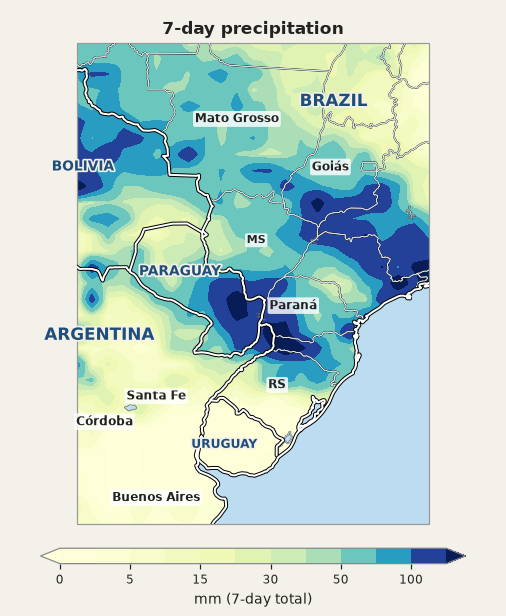 7-day precipitation
BRAZIL
Mato Grosso
BOLIVIA
Goiás
MS
PARAGUAY
Paraná
ARGENTINA
RS
Santa Fe
Córdoba
URUGUAY
Buenos Aires
0 5 15 30 50 100
mm (7-day total)